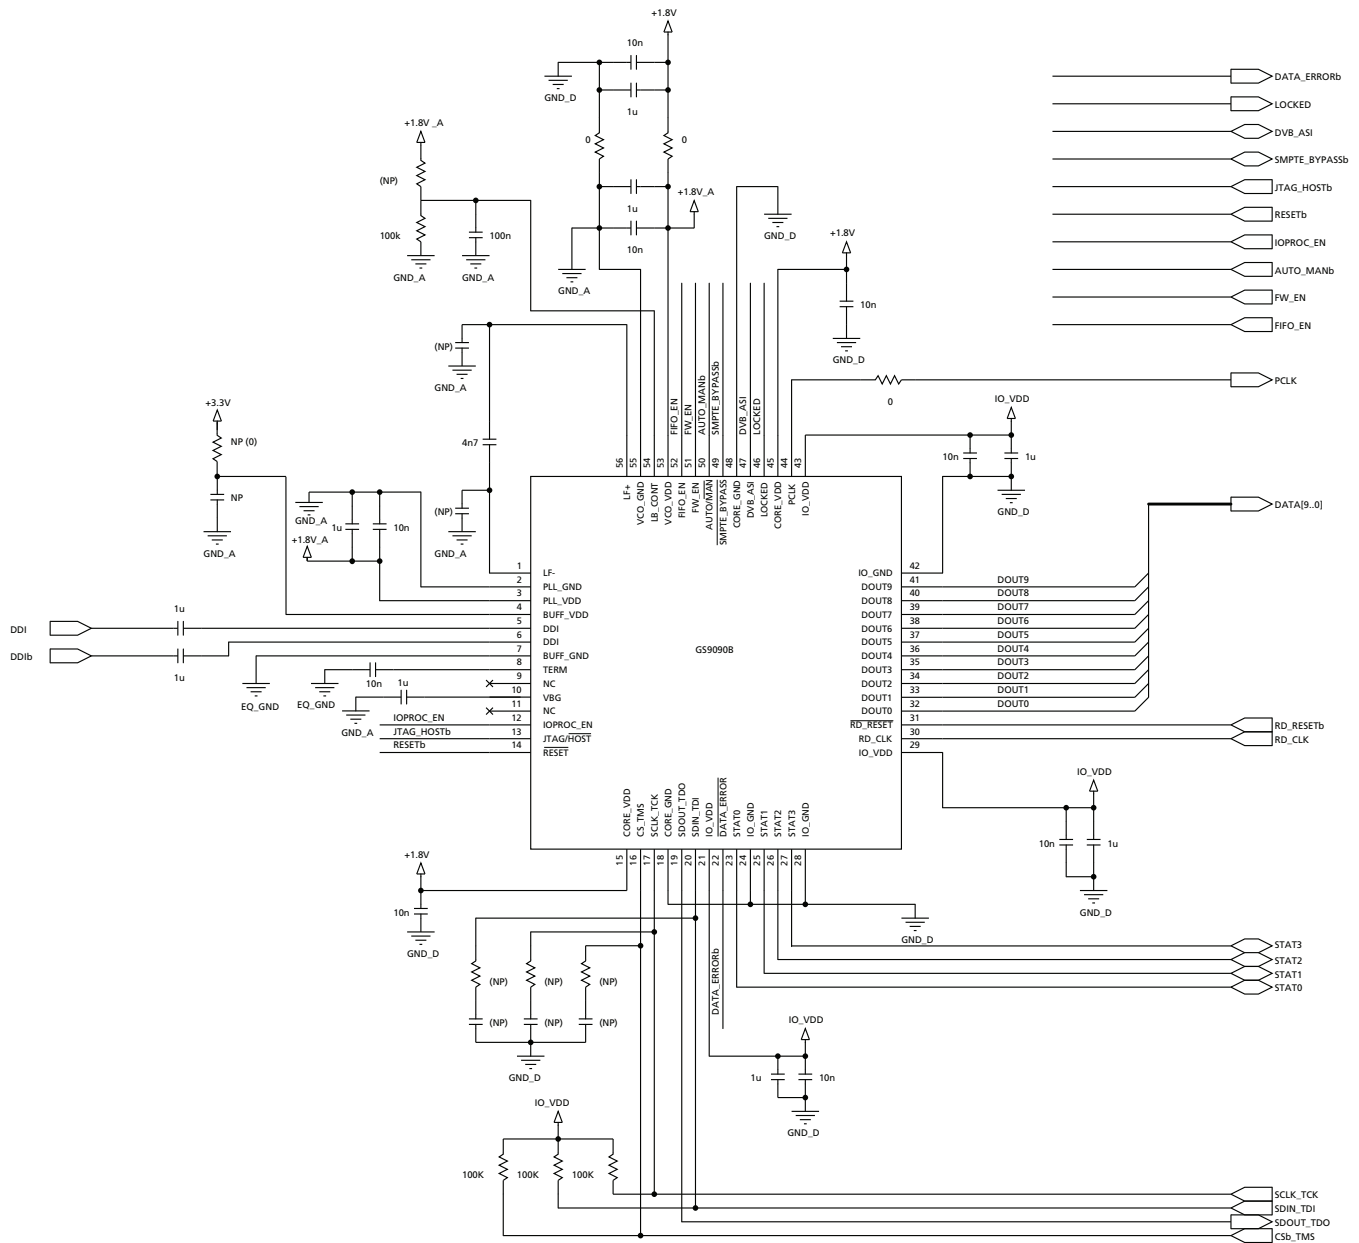 +1.8V
10n
GND_D
1u
0
0
+1.8V_A
1u
10n
GND_A
+1.8V _A
(NP)
100k
100n
GND_A
GND_A
GND_D
+1.8V
10n
GND_D
DATA_ERRORb
LOCKED
DVB_ASI
SMPTE_BYPASSb
JTAG_HOSTb
RESETb
IOPROC_EN
AUTO_MANb
FW_EN
FIFO_EN
PCLK
0
(NP)
GND_A
4n7
(NP)
GND_A
+3.3V
NP (0)
NP
GND_A
GND_A
1u
10n
+1.8V_A
FIFO_EN
FW_EN
AUTO_MANb
SMPTE_BYPASSb
DVB_ASI
LOCKED
56
55
54
53
52
51
50
49
48
47
46
45
44
43
LF+
VCO_GND
LB_CONT
VCO_VDD
FIFO_EN
FW_EN
AUTO/MAN
SMPTE_BYPASS
CORE_GND
DVB_ASI
LOCKED
CORE_VDD
PCLK
IO_VDD
IO_VDD
10n
1u
GND_D
DATA[9..0]
DDI
1u
DDIb
1u
EQ_GND
EQ_GND
10n
1u
GND_A
IOPROC_EN
JTAG_HOSTb
RESETb
1 LF-
2 PLL_GND
3 PLL_VDD
4 BUFF_VDD
5 DDI
6 DDI
7 BUFF_GND
8 TERM
9 NC
10 VBG
11 NC
12 IOPROC_EN
13 JTAG/HOST
14 RESET
GS9090B
IO_GND 42
DOUT9 41 DOUT9
DOUT8 40 DOUT8
DOUT7 39 DOUT7
DOUT6 38 DOUT6
DOUT5 37 DOUT5
DOUT4 36 DOUT4
DOUT3 35 DOUT3
DOUT2 34 DOUT2
DOUT1 33 DOUT1
DOUT0 32 DOUT0
RD_RESET 31
RD_CLK 30
IO_VDD 29
RD_RESETb
RD_CLK
IO_VDD
10n
1u
GND_D
CORE_VDD
CS_TMS
SCLK_TCK
CORE_GND
SDOUT_TDO
SDIN_TDI
IO_VDD
DATA_ERROR
STAT0
IO_GND
STAT1
STAT2
STAT3
IO_GND
15
16
17
18
19
20
21
22
23
24
25
26
27
28
+1.8V
10n
GND_D
(NP)
(NP)
(NP)
(NP)
(NP)
(NP)
GND_D
DATA_ERRORb
GND_D
STAT3
STAT2
STAT1
STAT0
IO_VDD
1u
10n
GND_D
IO_VDD
100K
100K
100K
SCLK_TCK
SDIN_TDI
SDOUT_TDO
CSb_TMS